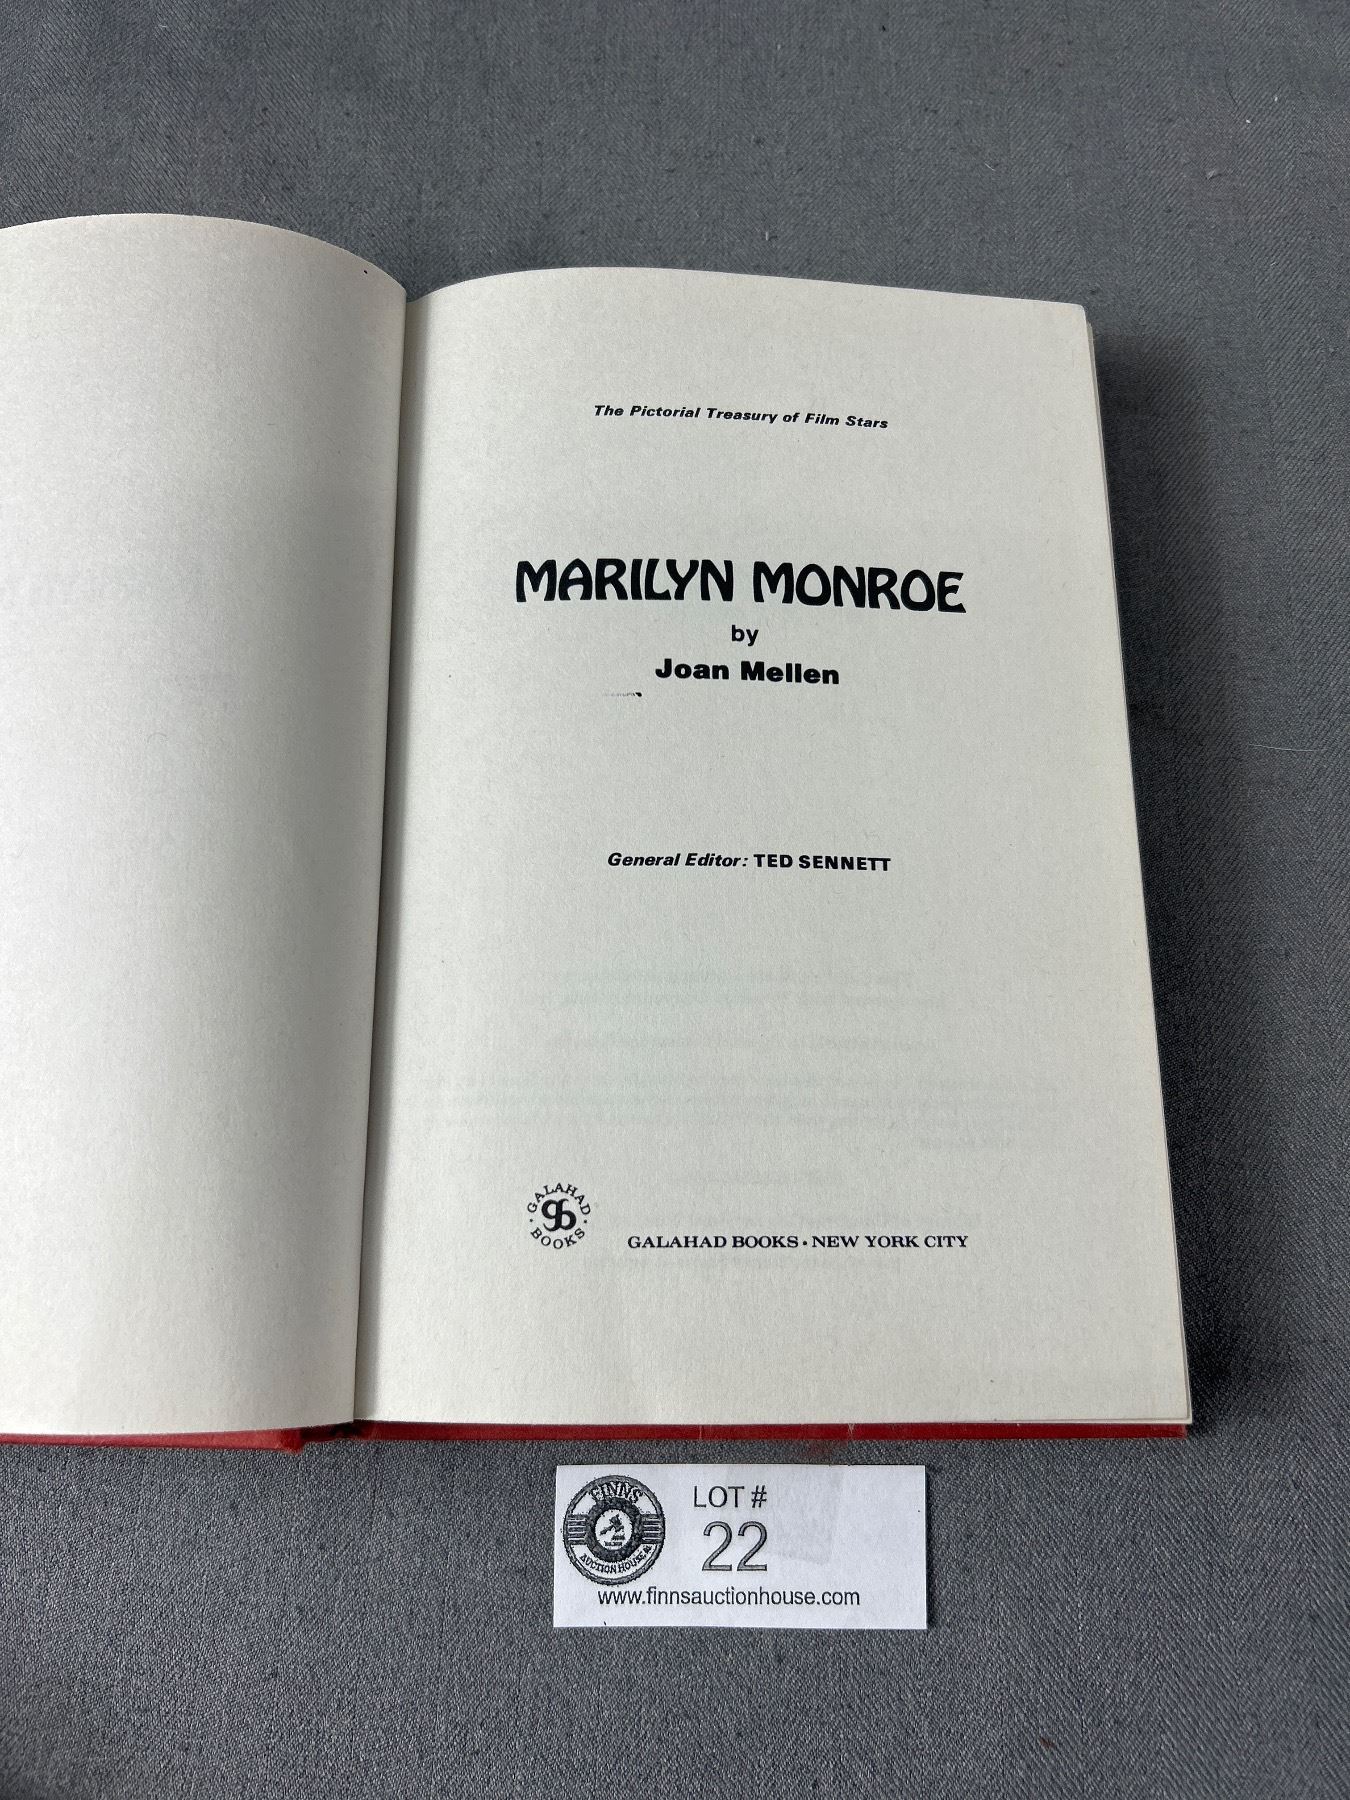 The Pictorial Treasury of Film Stars
MARILYN MONROE
by
Joan Mellen
General Editor: TED SENNETT
GALAHAD BOOKS
gb
GALAHAD BOOKS • NEW YORK CITY
FINNS
AUCTION HOUSE
LOT #
22
www.finnsauctionhouse.com